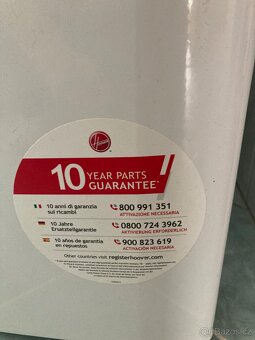 Hoover
10 YEAR PARTS
GUARANTEE*
10 anni di garanzia
sui ricambi
800 991 351
ATTIVAZIONE NECESSARIA
10 Jahre
Ersatzteilgarantie
0800 724 3962
AKTIVIERUNG ERFORDERLICH
10 años de garantía
en repuestos
900 823 619
ACTIVACIÓN NECESARIA
Other countries visit registerhoover.com